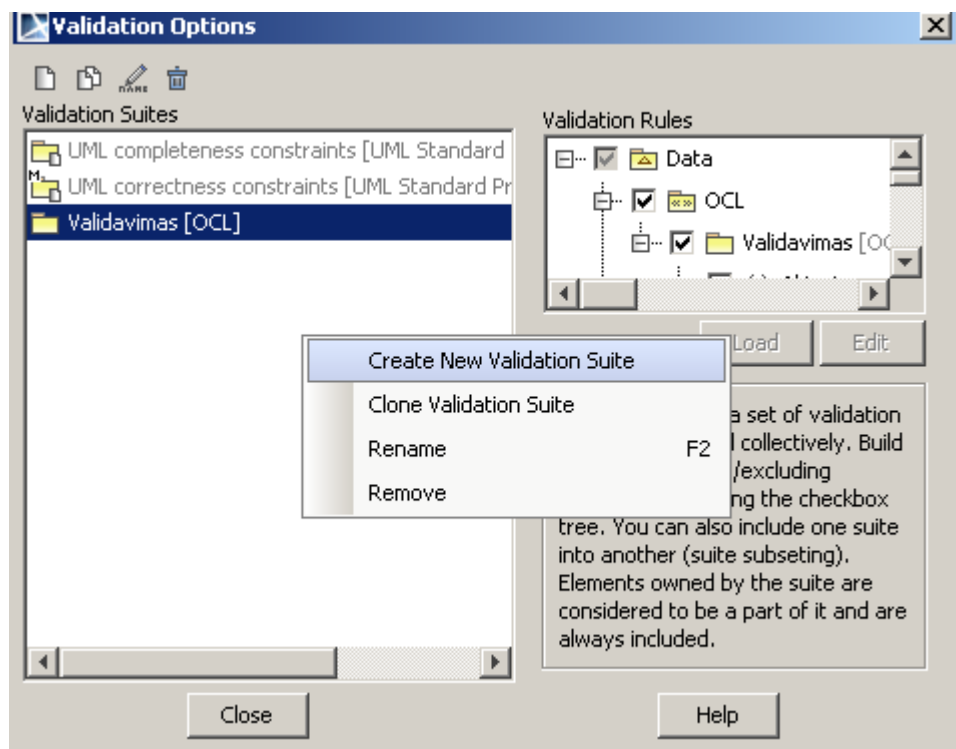 Validation Options
NAME
Validation Suites
UML completeness constraints [UML Standard
UML correctness constraints [UML Standard Pr
Validavimas [OCL]
Validation Rules
Data
OCL
Validavimas [OC
Load
Edit
Create New Validation Suite
Clone Validation Suite
Rename F2
Remove
a set of validation
collectively. Build
/excluding
the checkbox
tree. You can also include one suite
into another (suite subseting).
Elements owned by the suite are
considered to be a part of it and are
always included.
Close
Help